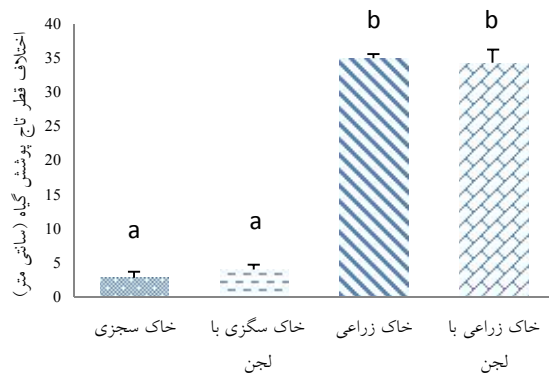 اختلاف قطر تاج پوشش گیاه (سانتی متر)
40
35
30
25
20
15
10
5
0
a
a
b
b
خاک سجزی
خاک سگزی با
لجن
خاک زراعی
خاک زراعی با
لجن